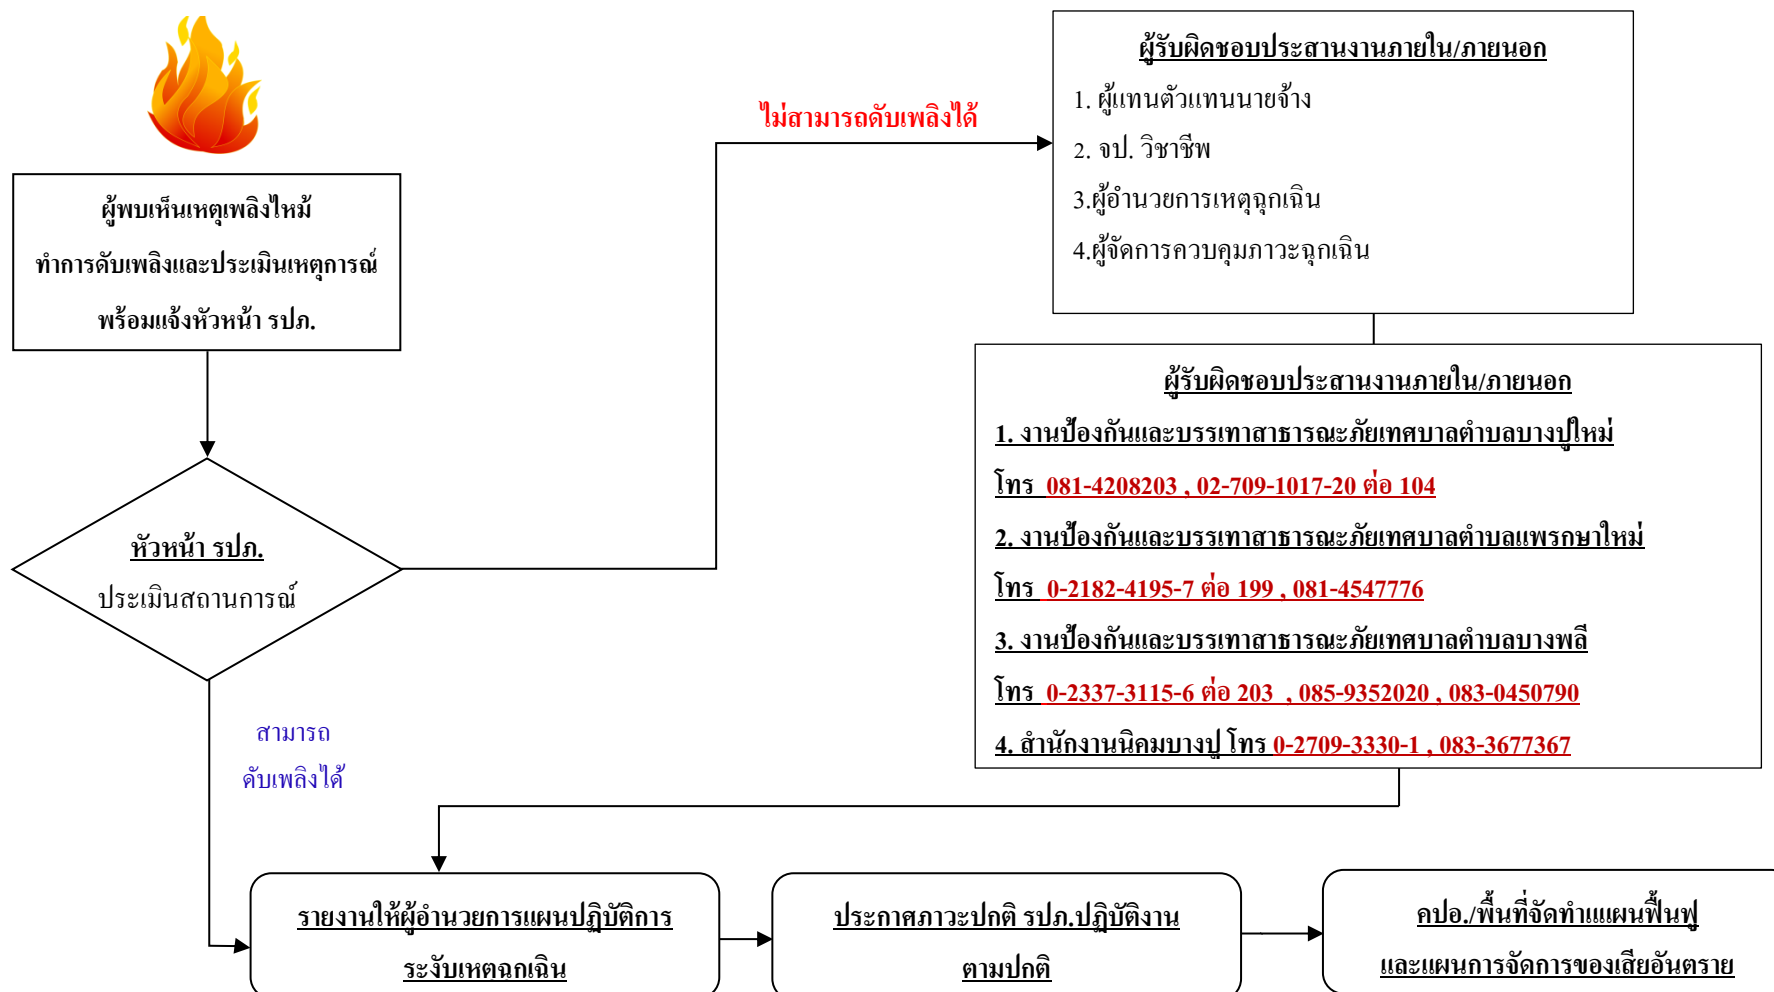 ผู้พบเห็นเหตุเพลิงไหม้
ทำการดับเพลิงและประเมินเหตุการณ์
พร้อมแจ้งหัวหน้า รปภ.
หัวหน้า รปภ.
ประเมินสถานการณ์
ไม่สามารถดับเพลิงได้
ผู้รับผิดชอบประสานงานภายใน/ภายนอก
1. ผู้แทนตัวแทนนายจ้าง
2. จป. วิชาชีพ
3.ผู้อำนวยการเหตุฉุกเฉิน
4.ผู้จัดการควบคุมภาวะฉุกเฉิน
ผู้รับผิดชอบประสานงานภายใน/ภายนอก
1. งานป้องกันและบรรเทาสาธารณะภัยเทศบาลตำบลบางปูใหม่
โทร 081-4208203 , 02-709-1017-20 ต่อ 104
2. งานป้องกันและบรรเทาสาธารณะภัยเทศบาลตำบลแพรกษาใหม่
โทร 0-2182-4195-7 ต่อ 199 , 081-4547776
3. งานป้องกันและบรรเทาสาธารณะภัยเทศบาลตำบลบางพลี
โทร 0-2337-3115-6 ต่อ 203 , 085-9352020 , 083-0450790
4. สำนักงานนิคมบางปู โทร 0-2709-3330-1 , 083-3677367
สามารถ
ดับเพลิงได้
รายงานให้ผู้อำนวยการแผนปฏิบัติการ
ระงับเหตุฉุกเฉิน
ประกาศภาวะปกติ รปภ.ปฏิบัติงาน
ตามปกติ
คปอ./พื้นที่จัดทำแผนฟื้นฟู
และแผนการจัดการของเสียอันตราย